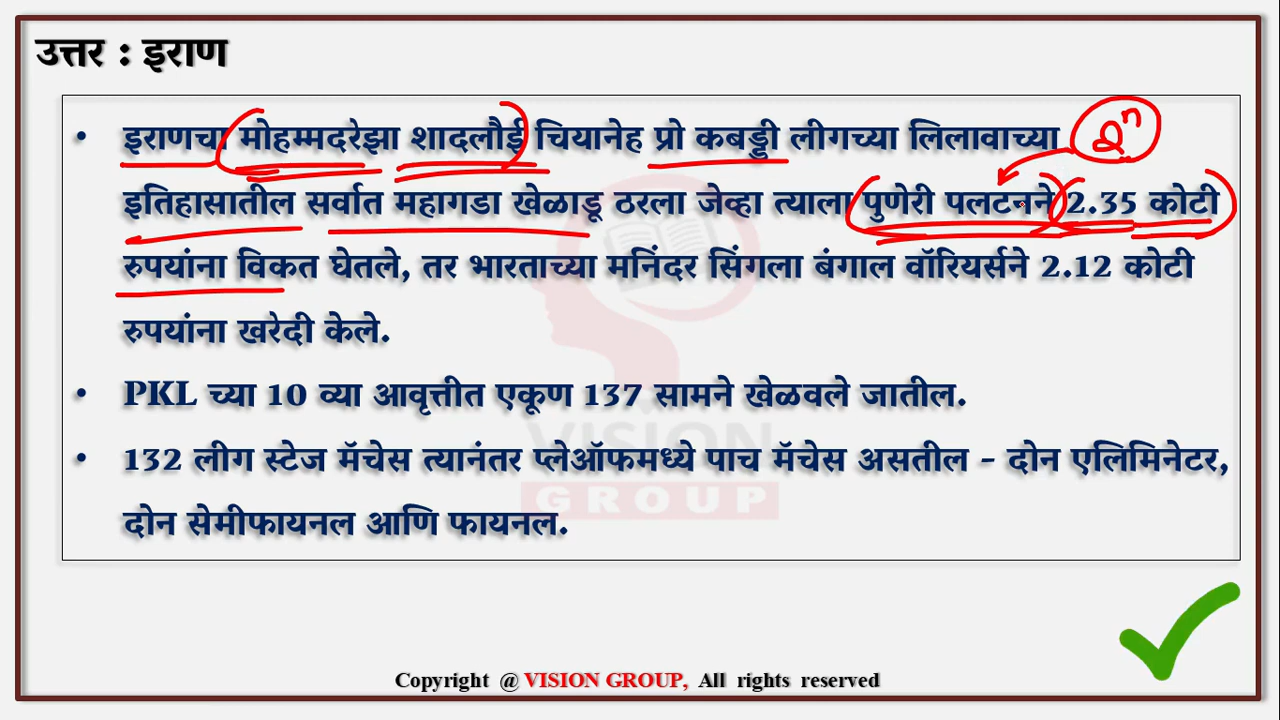 उत्तर : इराण
• इराणचा मोहम्मदरेझा शादलौई चियानेह प्रो कबड्डी लीगच्या लिलावाच्या
इतिहासातील सर्वात महागडा खेळाडू ठरला जेव्हा त्याला पुणेरी पलटनने 2.35 कोटी
रुपयांना विकत घेतले, तर भारताच्या मनिंदर सिंगला बंगाल वॉरियर्सने 2.12 कोटी
रुपयांना खरेदी केले.
• PKL च्या 10 व्या आवृत्तीत एकूण 137 सामने खेळवले जातील.
• 132 लीग स्टेज मॅचेस त्यानंतर प्लेऑफमध्ये पाच मॅचेस असतील - दोन एलिमिनेटर,
दोन सेमीफायनल आणि फायनल.
VISION
GROUP
Copyright @ VISION GROUP, All rights reserved